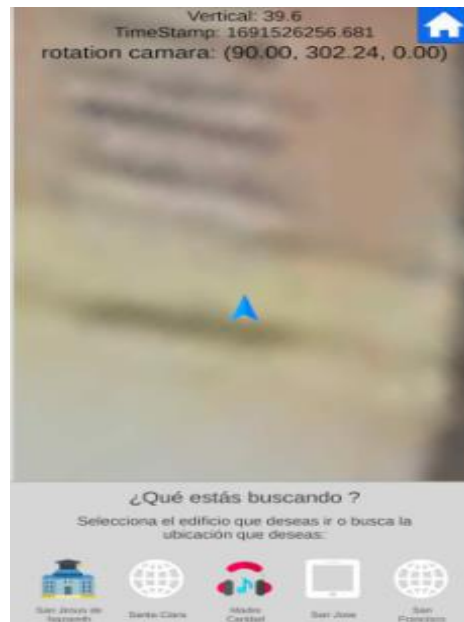 Vertical: 39.6
TimeStamp: 1691526256.681
rotation camara: (90.00, 302.24, 0.00)
¿Qué estás buscando ?
Selecciona el edificio que deseas ir o busca la
ubicación que deseas:
San Jesus de
Nazareth
Santa Clara
Madre
Caridad
San Jose
San
Francisco